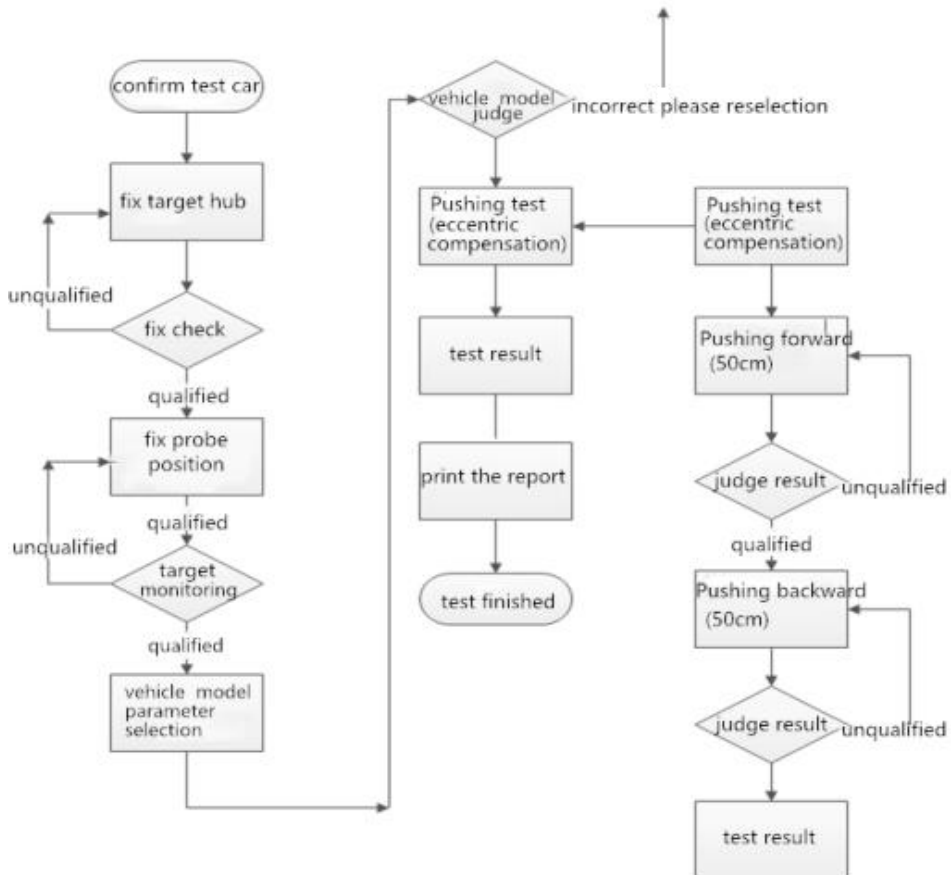 confirm test car
fix target hub
unqualified
fix check
qualified
fix probe
position
qualified
unqualified
target
monitoring
qualified
vehicle model
parameter
selection
vehicle model
judge
incorrect please reselection
Pushing test
(eccentric
compensation)
test result
print the report
test finished
Pushing test
(eccentric
compensation)
Pushing forward
(50cm)
judge result
unqualified
qualified
Pushing backward
(50cm)
judge result
unqualified
test result